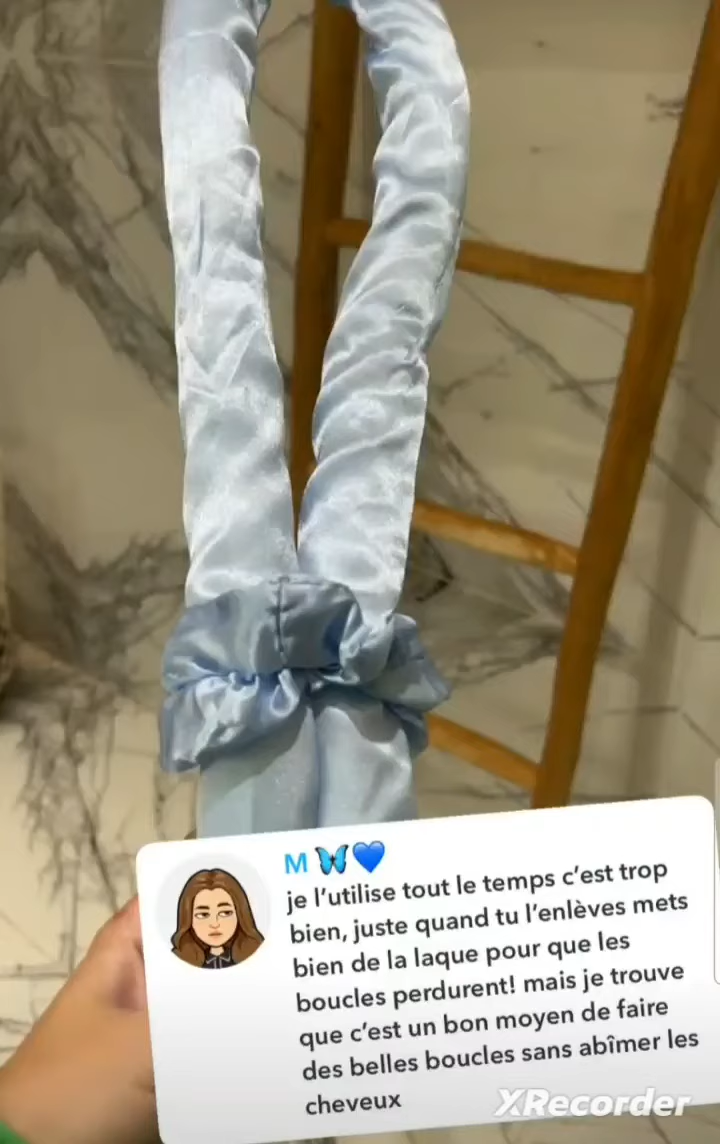 M 🦋💙
je l'utilise tout le temps c'est trop
bien, juste quand tu l'enlèves mets
bien de la laque pour que les
boucles perdurent! mais je trouve
que c'est un bon moyen de faire
des belles boucles sans abîmer les
cheveux
XRecorder